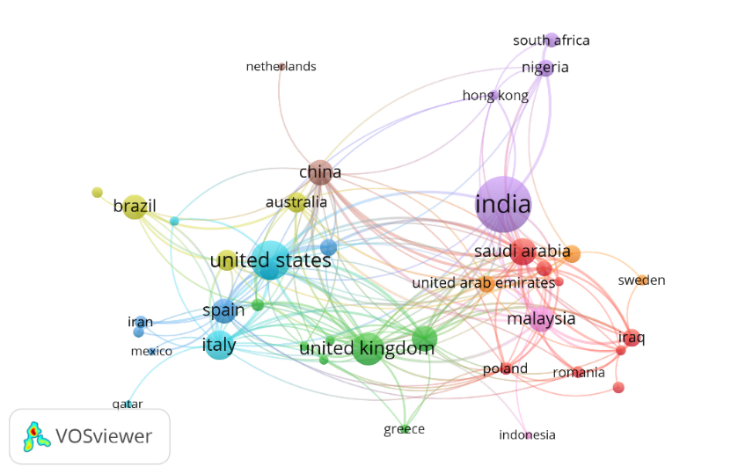 south africa
netherlands
nigeria
hong kong
china
brazil
australia
india
united states
saudi arabia
united arab emirates
sweden
spain
iran
malaysia
mexico
italy
united kingdom
iraq
poland
romania
qatar
greece
indonesia
VOSviewer